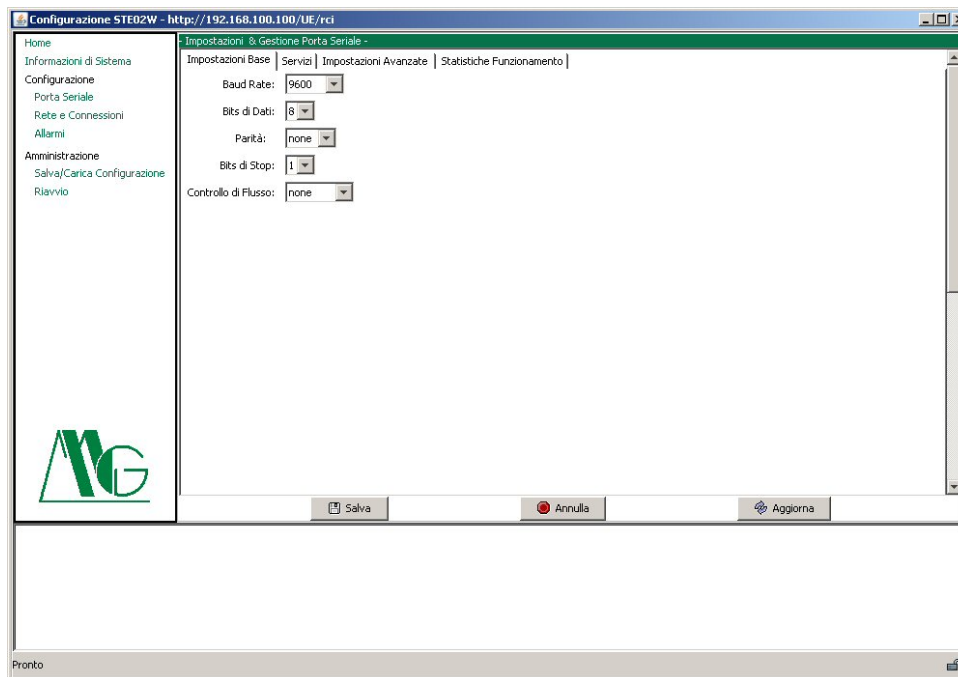 Configurazione STE02W - http://192.168.100.100/UE/rci
Home
Informazioni di Sistema
Configurazione
Porta Seriale
Rete e Connessioni
Allarmi
Amministrazione
Salva/Carica Configurazione
Riavvio
MG
- Impostazioni & Gestione Porta Seriale -
Impostazioni Base Servizi Impostazioni Avanzate Statistiche Funzionamento
Baud Rate: 9600
Bits di Dati: 8
Parità: none
Bits di Stop: 1
Controllo di Flusso: none
Salva Annulla Aggiorna
Pronto